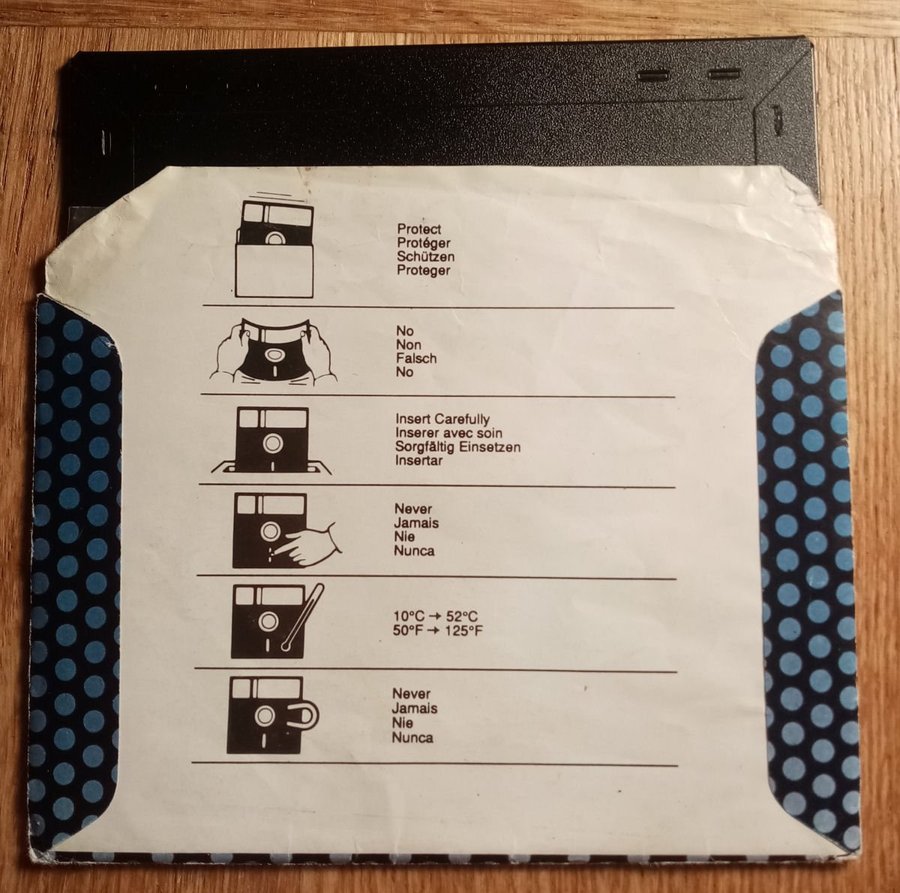 Protect
Protéger
Schützen
Proteger
No
Non
Falsch
No
Insert Carefully
Inserer avec soin
Sorgfältig Einsetzen
Insertar
Never
Jamais
Nie
Nunca
10°C → 52°C
50°F → 125°F
Never
Jamais
Nie
Nunca